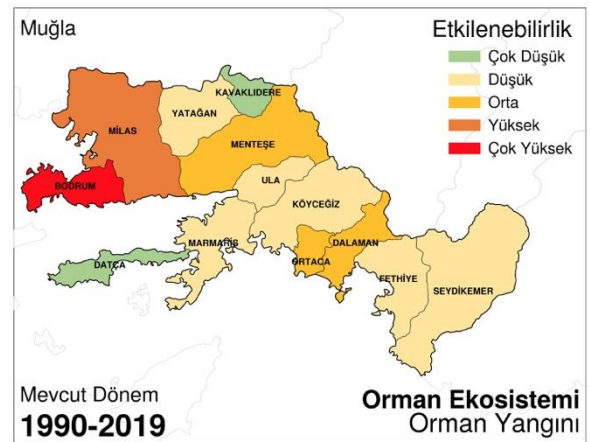 Muğla
Etkilenebilirlik
Çok Düşük
Düşük
Orta
Yüksek
Çok Yüksek
KAVAKLIDERE
YATAĞAN
MİLAS
MENTEŞE
BODRUM
ULA
KÖYCEĞİZ
MARMARİS
DALAMAN
DATÇA
ORTACA
FETHİYE
SEYDİKEMER
Mevcut Dönem
1990-2019
Orman Ekosistemi
Orman Yangını